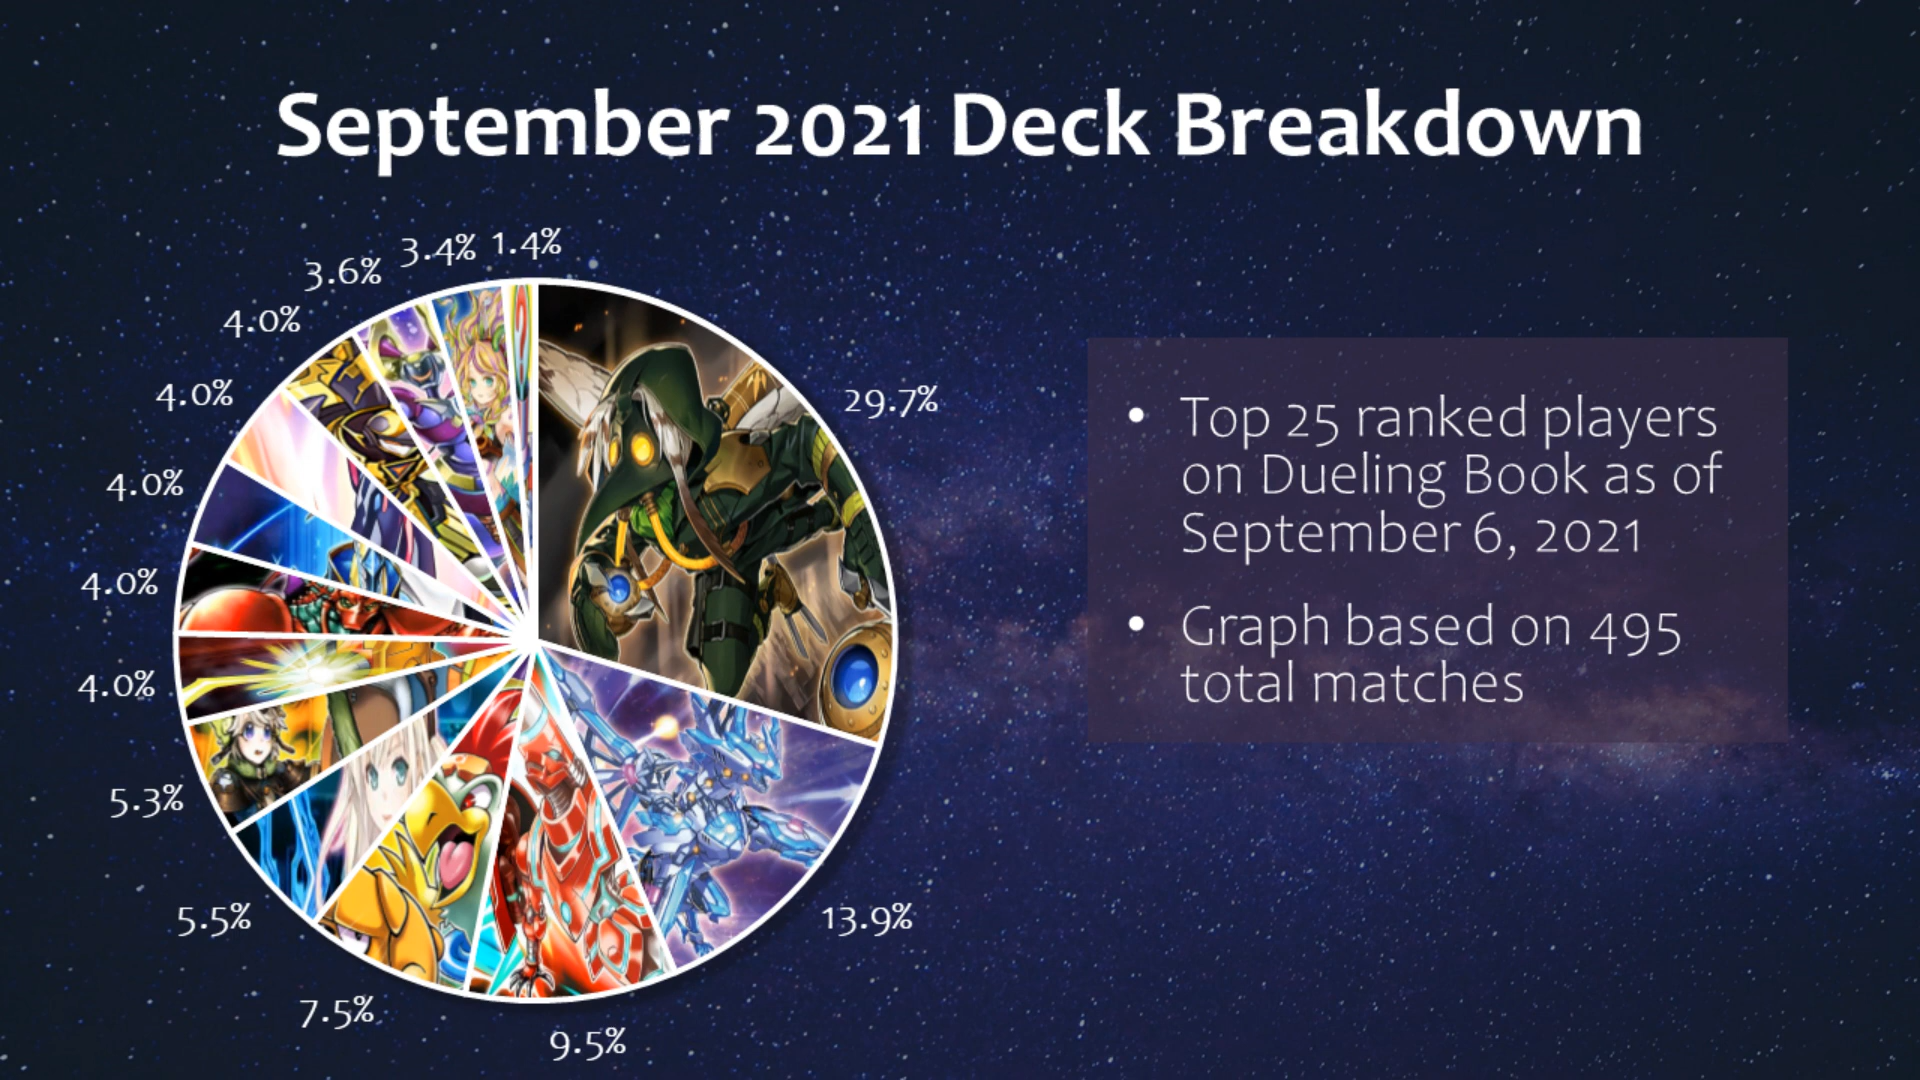 September 2021 Deck Breakdown
3.4% 1.4%
3.6%
4.0%
4.0%
29.7%
4.0%
4.0%
4.0%
5.3%
5.5%
13.9%
7.5%
9.5%
• Top 25 ranked players
on Dueling Book as of
September 6, 2021
• Graph based on 495
total matches